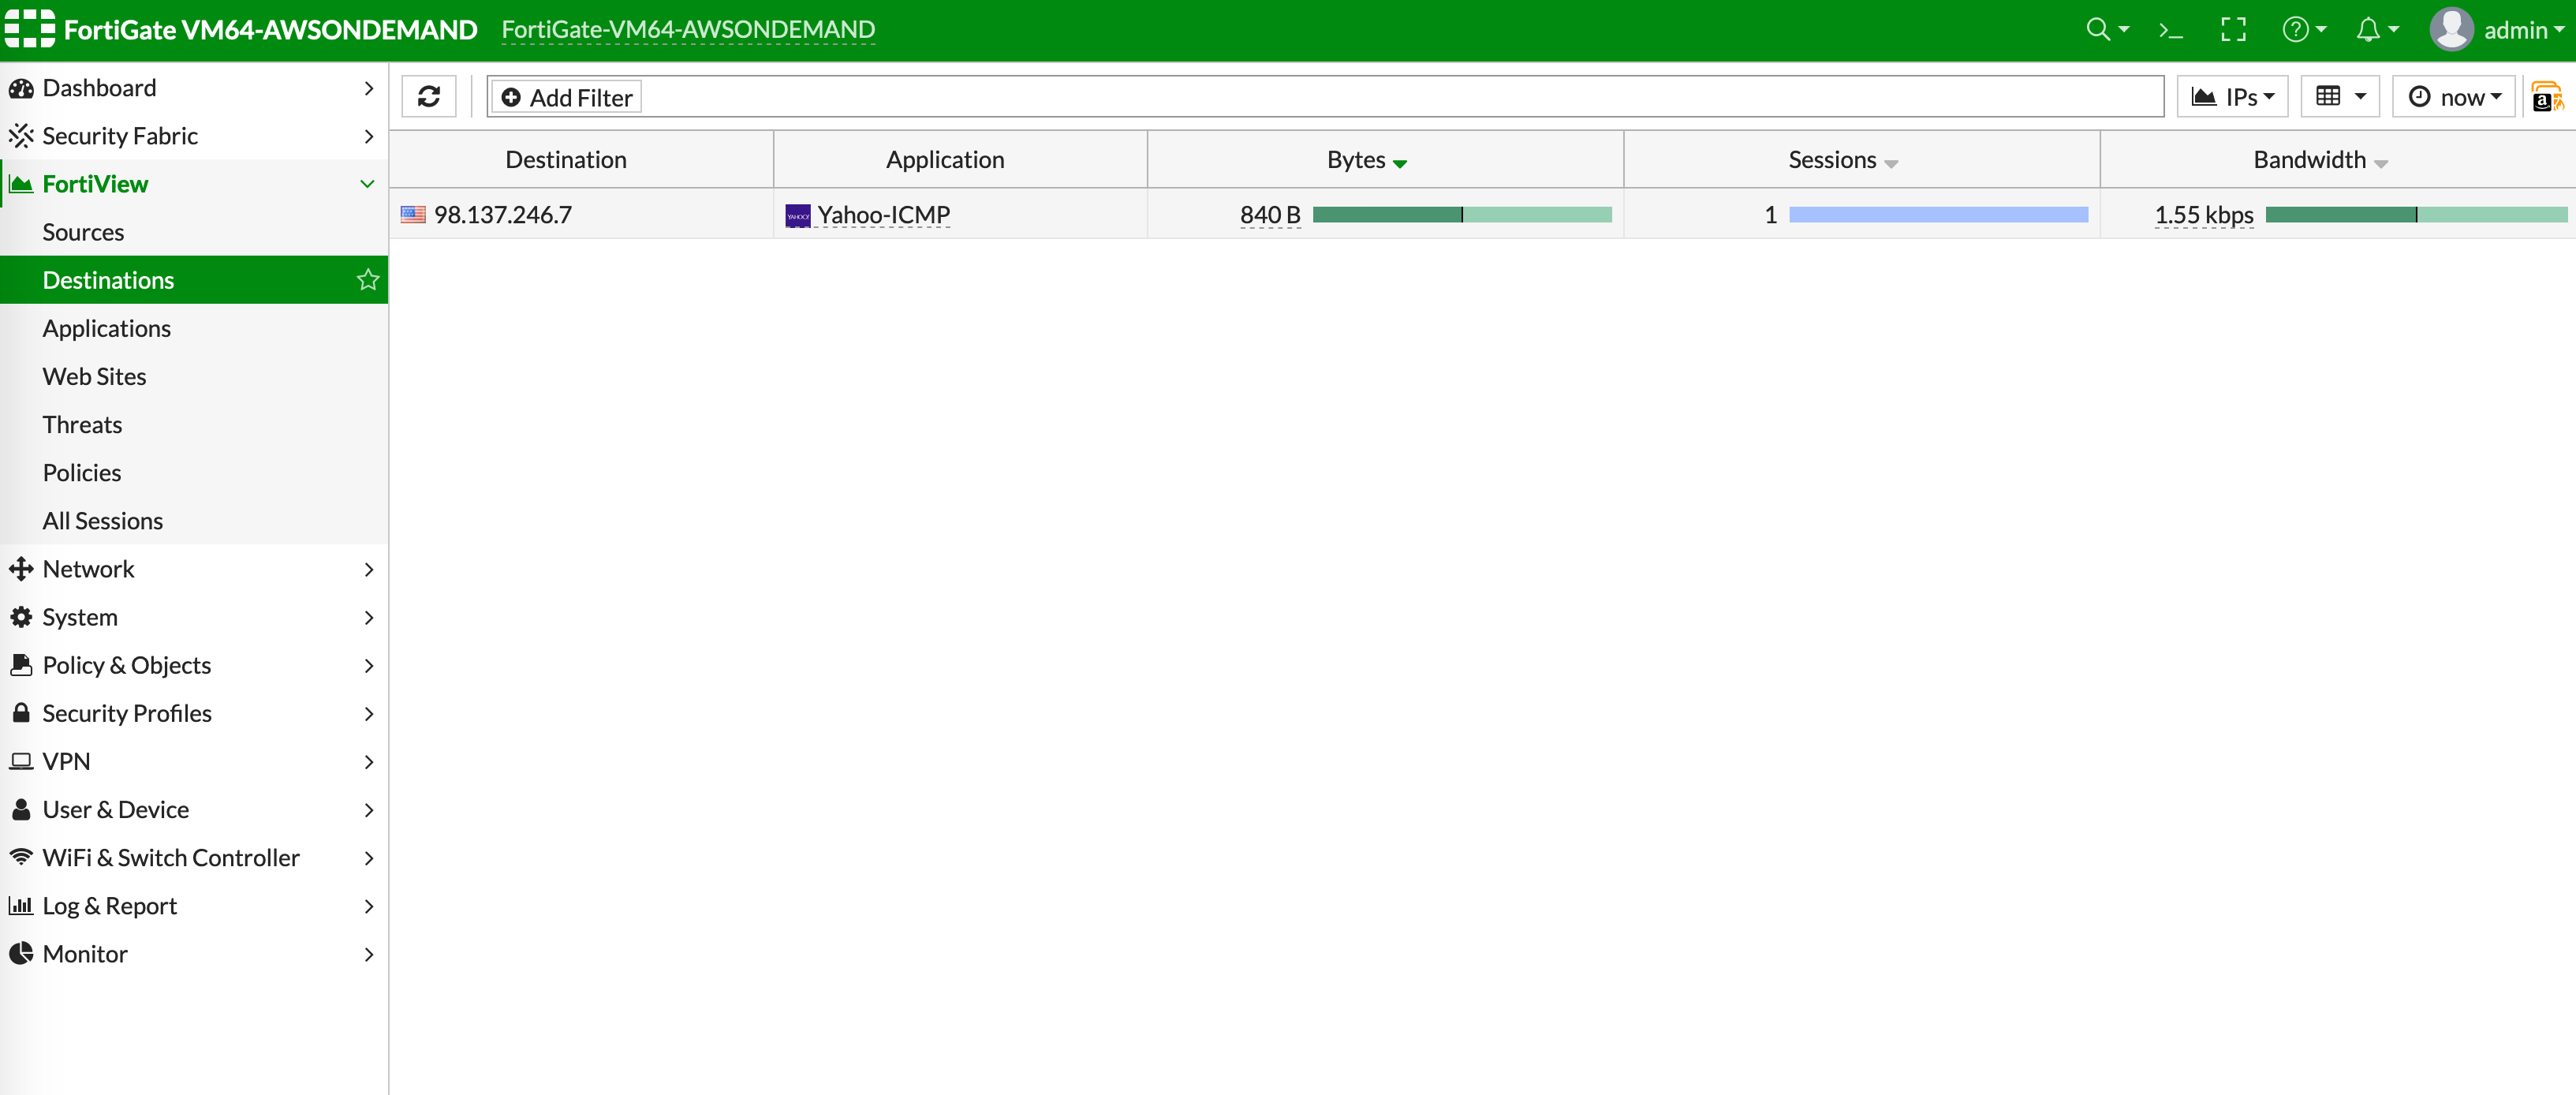 FortiGate VM64-AWSONDEMAND FortiGate-VM64-AWSONDEMAND admin
Dashboard
Security Fabric
FortiView
Sources
Destinations
Applications
Web Sites
Threats
Policies
All Sessions
Network
System
Policy & Objects
Security Profiles
VPN
User & Device
WiFi & Switch Controller
Log & Report
Monitor
Add Filter IPs now
Destination Application Bytes Sessions Bandwidth
98.137.246.7 YAHOO! Yahoo-ICMP 840 B 1 1.55 kbps